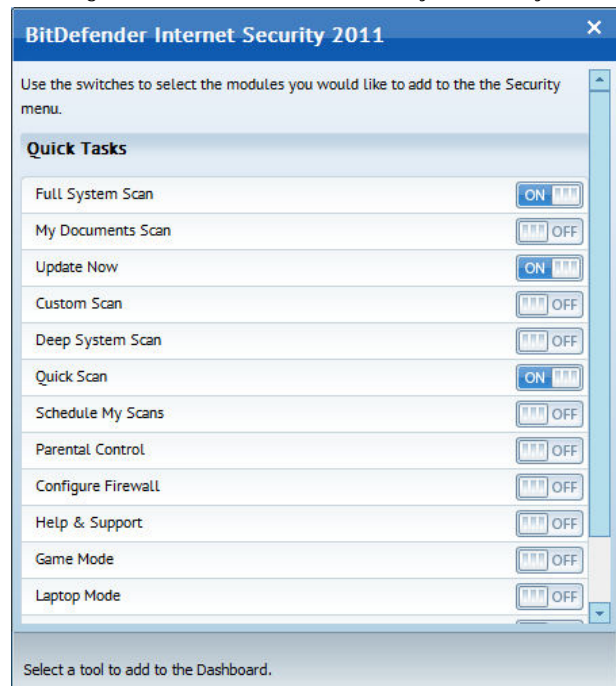 BitDefender Internet Security 2011
Use the switches to select the modules you would like to add to the the Security
menu.
Quick Tasks
Full System Scan ON
My Documents Scan OFF
Update Now ON
Custom Scan OFF
Deep System Scan OFF
Quick Scan ON
Schedule My Scans OFF
Parental Control OFF
Configure Firewall OFF
Help & Support OFF
Game Mode OFF
Laptop Mode OFF
Select a tool to add to the Dashboard.